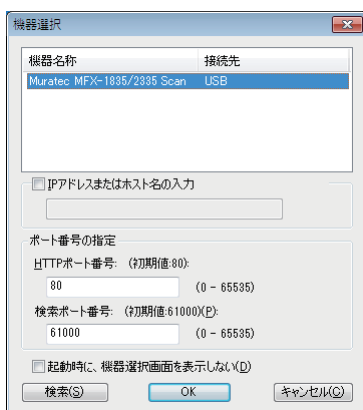 機器選択
機器名称 接続先
Muratec MFX-1835/2335 Scan USB
IPアドレスまたはホスト名の入力
ポート番号の指定
HTTPポート番号: (初期値:80):
80 (0 - 65535)
検索ポート番号: (初期値:61000)(P):
61000 (0 - 65535)
起動時に、機器選択画面を表示しない(D)
検索(S) OK キャンセル(C)